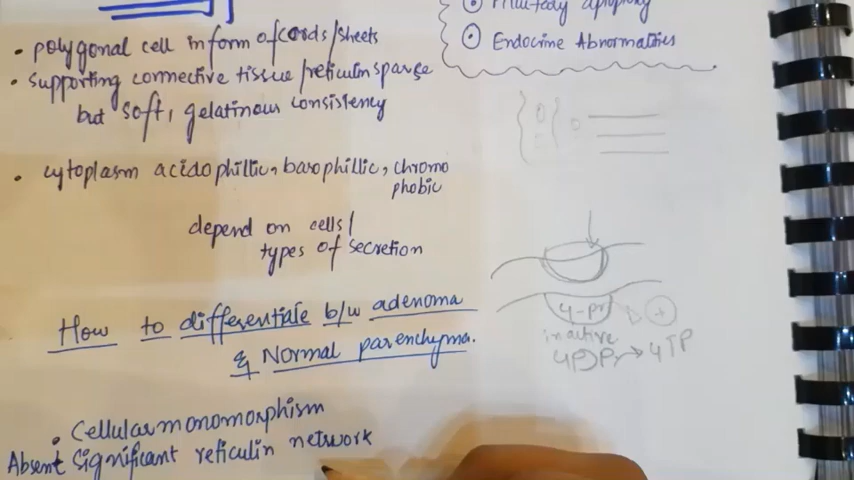 • polygonal cell in form of cords/sheets
• supporting connective tissue/reticulin sparse
but soft, gelatinous consistency
• cytoplasm acidophillic, basophillic, chromo
phobic
depend on cells/
types of secretion
How to differentiate b/w adenoma
& Normal parenchyma.
• Cellular monomorphism
Absent significant reticulin network
Endocrine Abnormalities
inactive